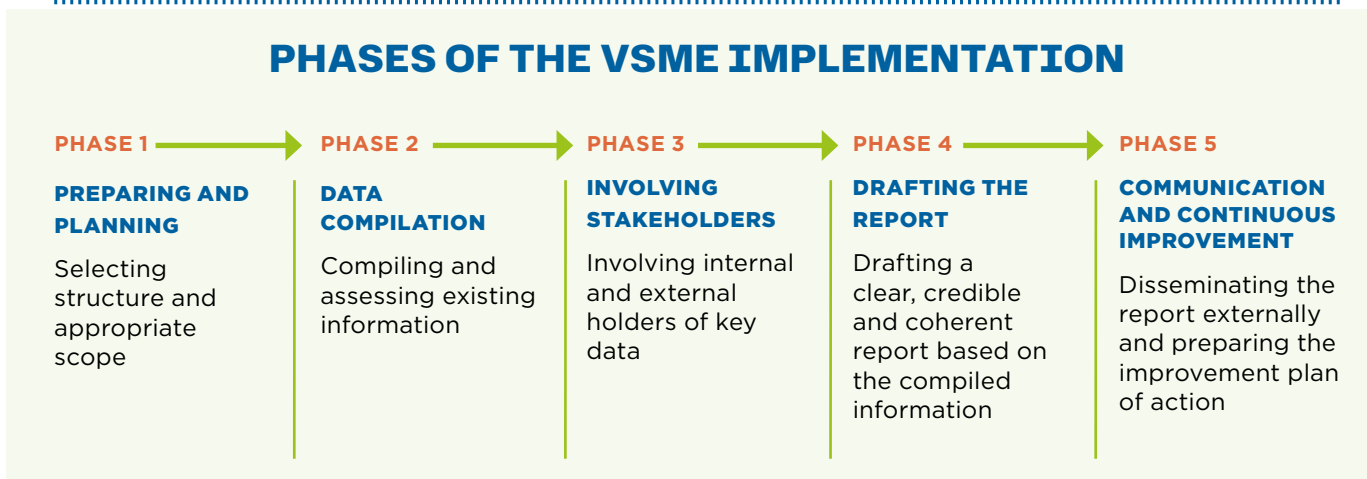 PHASES OF THE VSME IMPLEMENTATION
PHASE 1
PREPARING AND
PLANNING
Selecting
structure and
appropriate
scope
PHASE 2
DATA
COMPILATION
Compiling and
assessing existing
information
PHASE 3
INVOLVING
STAKEHOLDERS
Involving internal
and external
holders of key
data
PHASE 4
DRAFTING THE
REPORT
Drafting a
clear, credible
and coherent
report based on
the compiled
information
PHASE 5
COMMUNICATION
AND CONTINUOUS
IMPROVEMENT
Disseminating the
report externally
and preparing the
improvement plan
of action